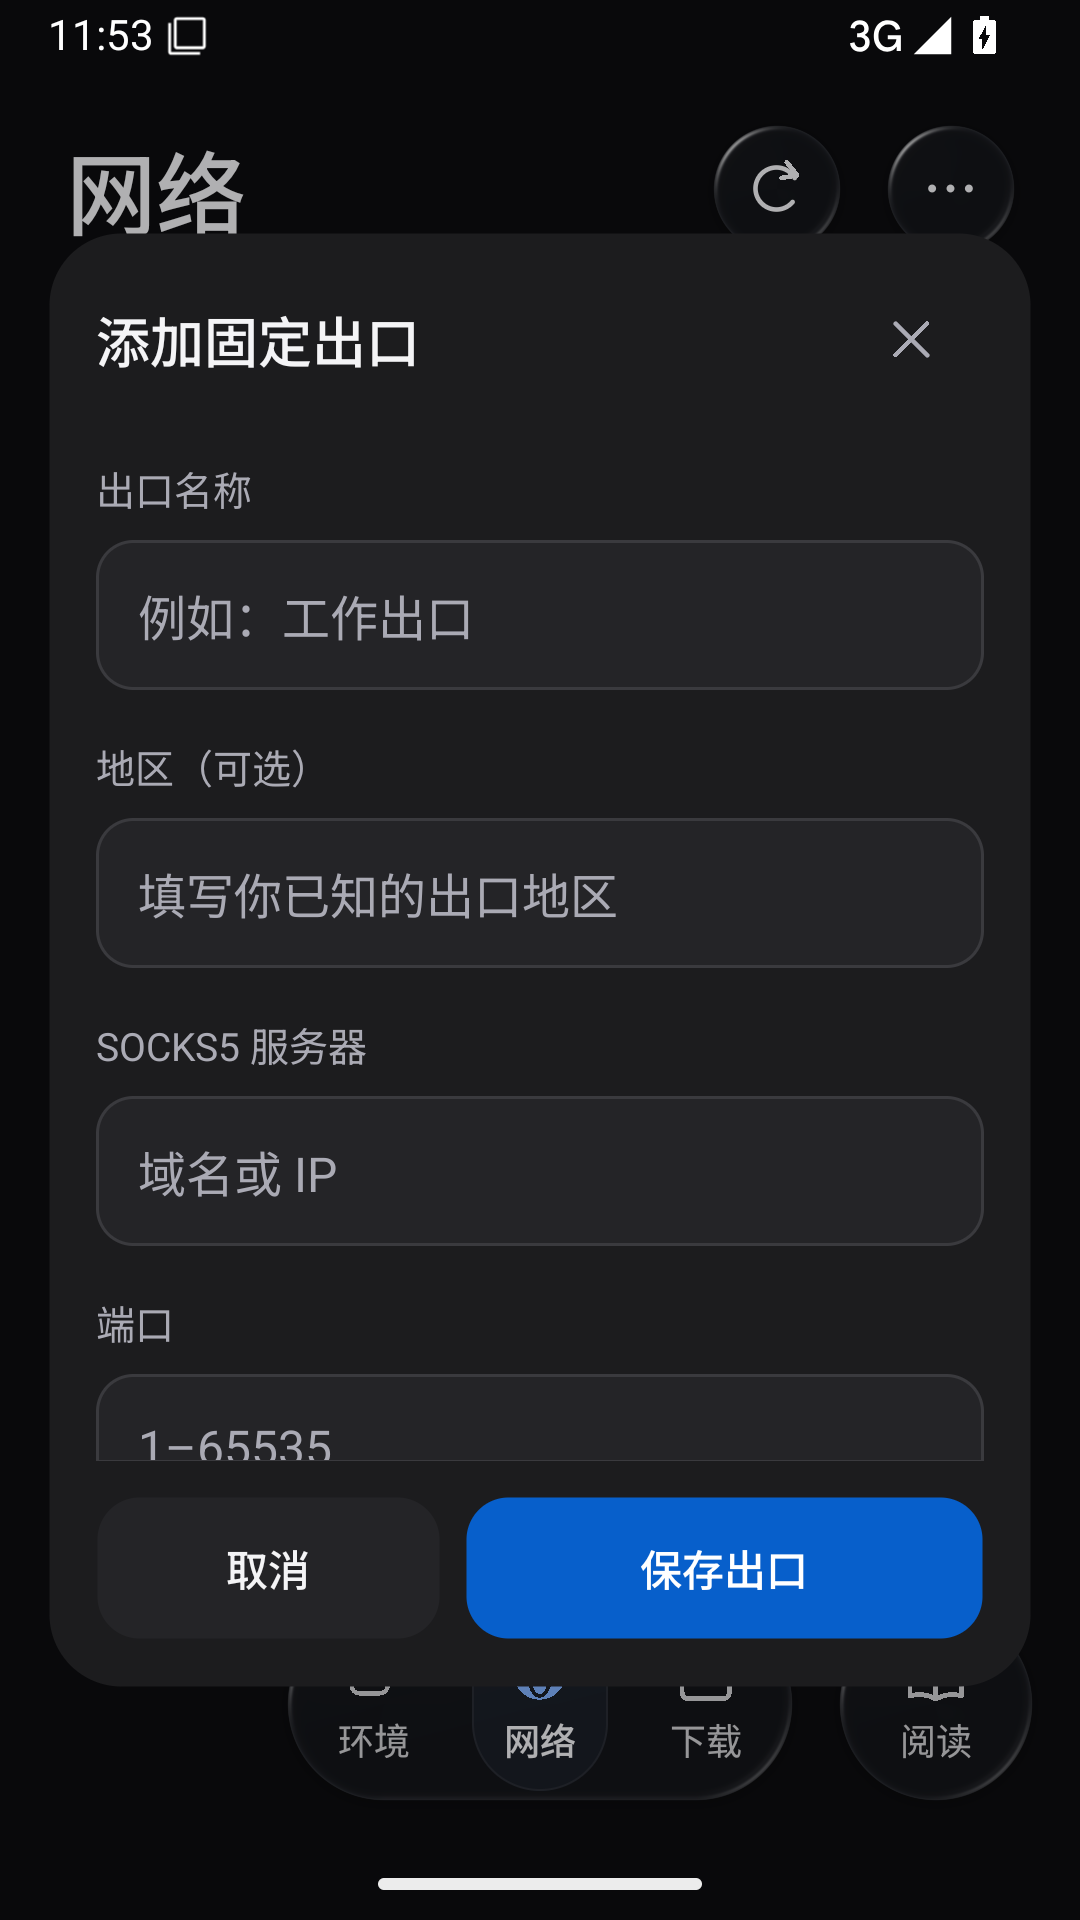 11:53
3G
网络
添加固定出口
出口名称
例如：工作出口
地区（可选）
填写你已知的出口地区
SOCKS5 服务器
域名或 IP
端口
1–65535
取消
保存出口
环境
网络
下载
阅读